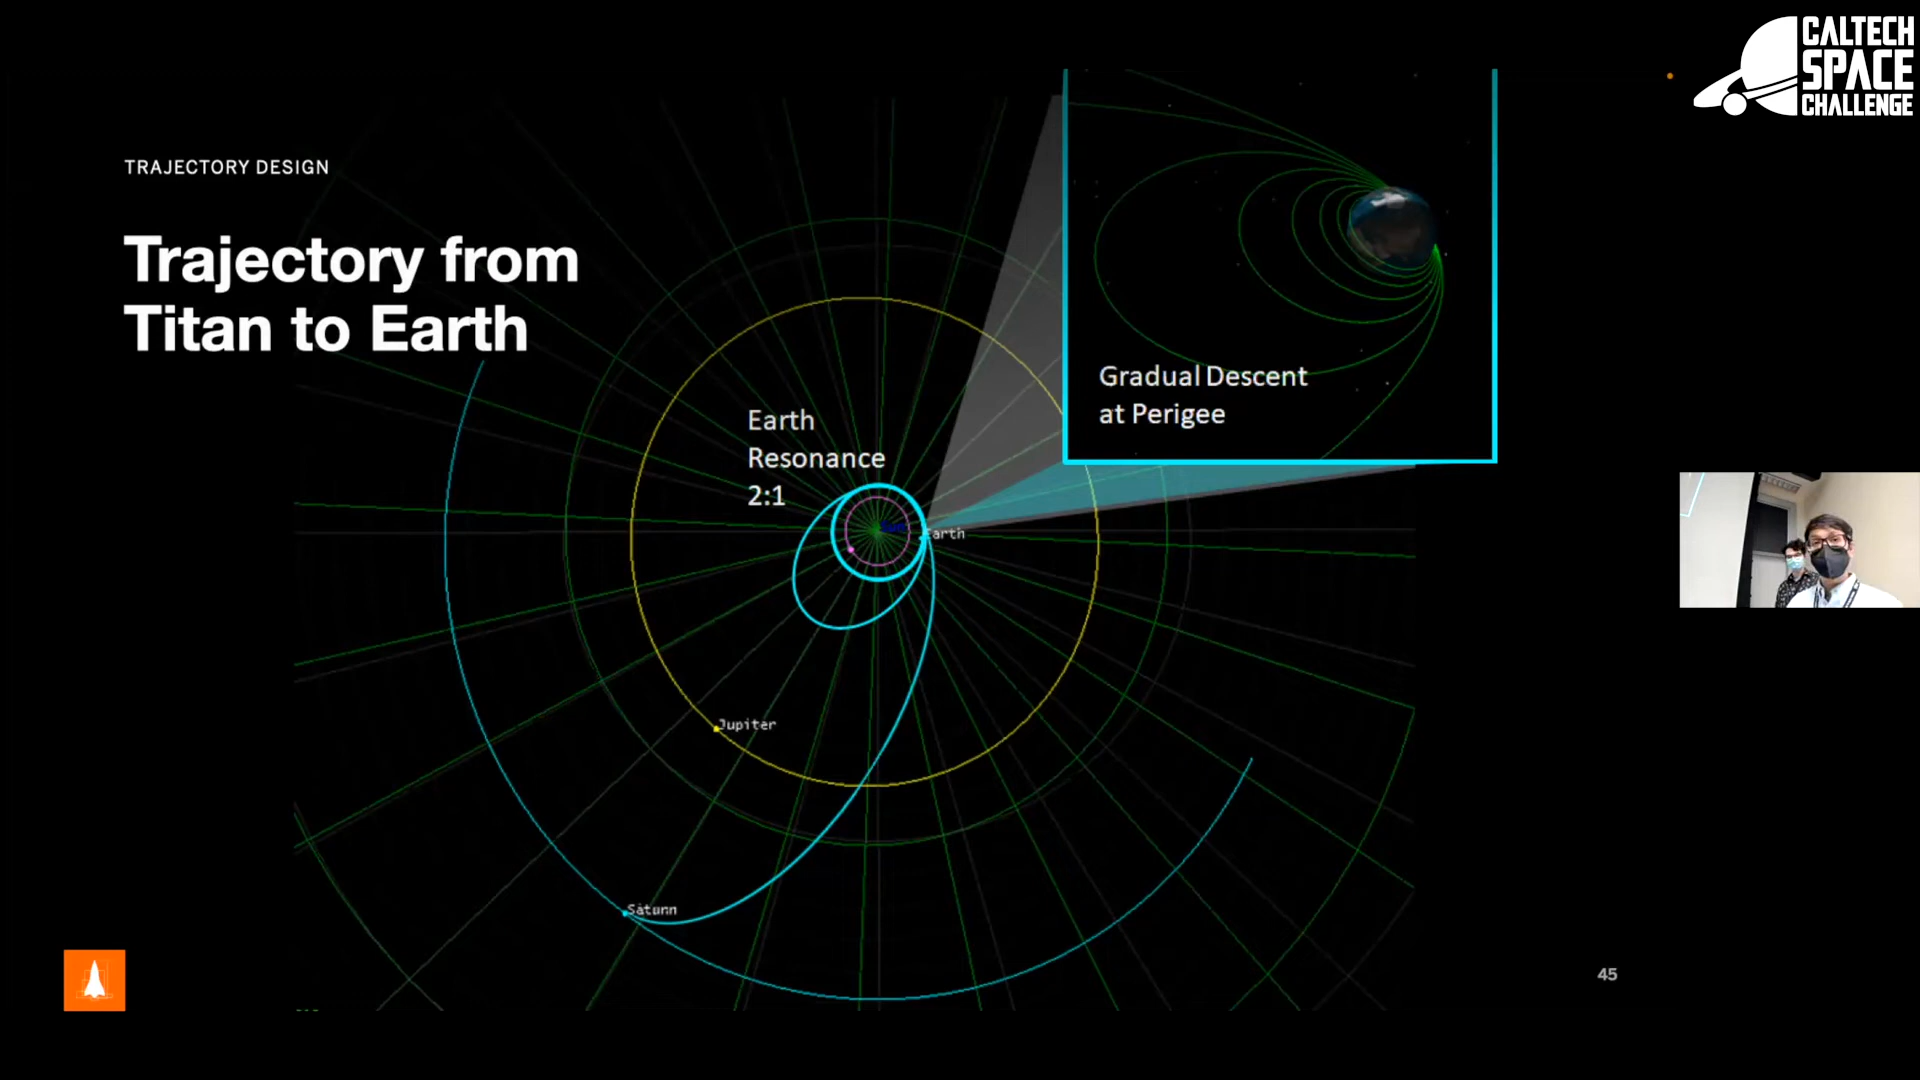 CALTECH
SPACE
CHALLENGE
TRAJECTORY DESIGN
Trajectory from
Titan to Earth
Gradual Descent
at Perigee
Earth
Resonance
2:1
Sun
Earth
Jupiter
Saturn
45